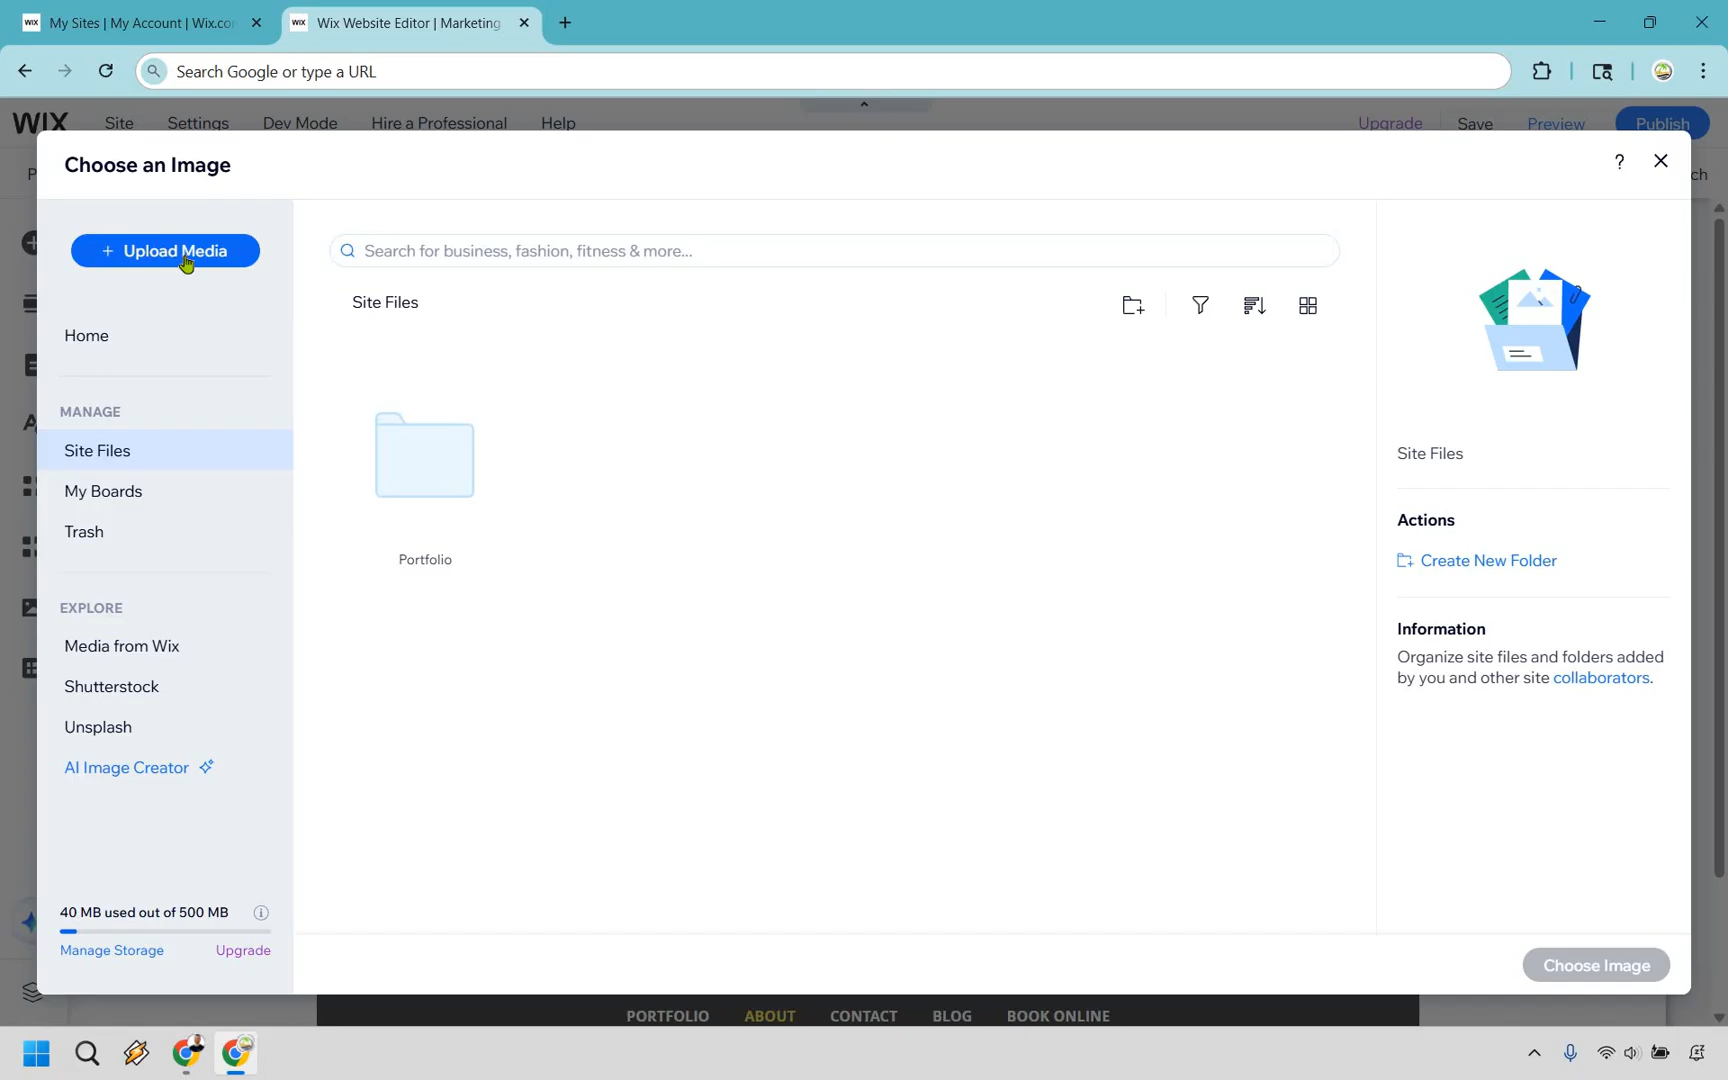 WIX My Sites | My Account | Wix.co
WIX Wix Website Editor | Marketing
Search Google or type a URL
WIX Site Settings Dev Mode Hire a Professional Help Upgrade Save Preview Publish
Choose an Image
?
+ Upload Media
Search for business, fashion, fitness & more...
Site Files
Home
MANAGE
Site Files
My Boards
Trash
Portfolio
EXPLORE
Media from Wix
Shutterstock
Unsplash
AI Image Creator
40 MB used out of 500 MB
Manage Storage Upgrade
Site Files
Actions
Create New Folder
Information
Organize site files and folders added
by you and other site collaborators.
Choose Image
PORTFOLIO ABOUT CONTACT BLOG BOOK ONLINE